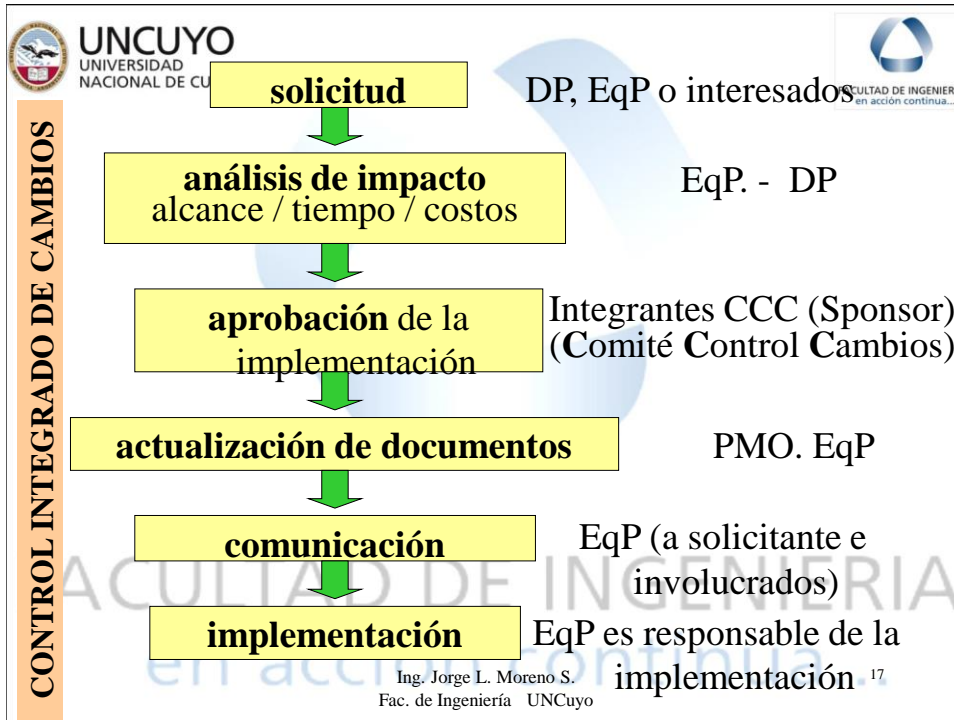 UNCUYO
UNIVERSIDAD
NACIONAL DE CU
FACULTAD DE INGENIER
en acción continua...
CONTROL INTEGRADO DE CAMBIOS
solicitud
DP, EqP o interesados
análisis de impacto
alcance / tiempo / costos
EqP. - DP
aprobación de la
implementación
Integrantes CCC (Sponsor)
(Comité Control Cambios)
actualización de documentos
PMO. EqP
comunicación
EqP (a solicitante e
involucrados)
implementación
EqP es responsable de la
implementación
FACULTAD DE INGENIERIA
en acción continua...
Ing. Jorge L. Moreno S.
Fac. de Ingeniería UNCuyo
17